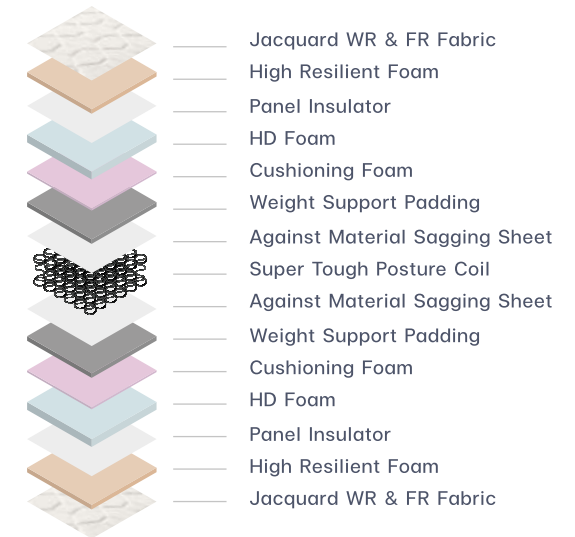 Jacquard WR & FR Fabric
High Resilient Foam
Panel Insulator
HD Foam
Cushioning Foam
Weight Support Padding
Against Material Sagging Sheet
Super Tough Posture Coil
Against Material Sagging Sheet
Weight Support Padding
Cushioning Foam
HD Foam
Panel Insulator
High Resilient Foam
Jacquard WR & FR Fabric